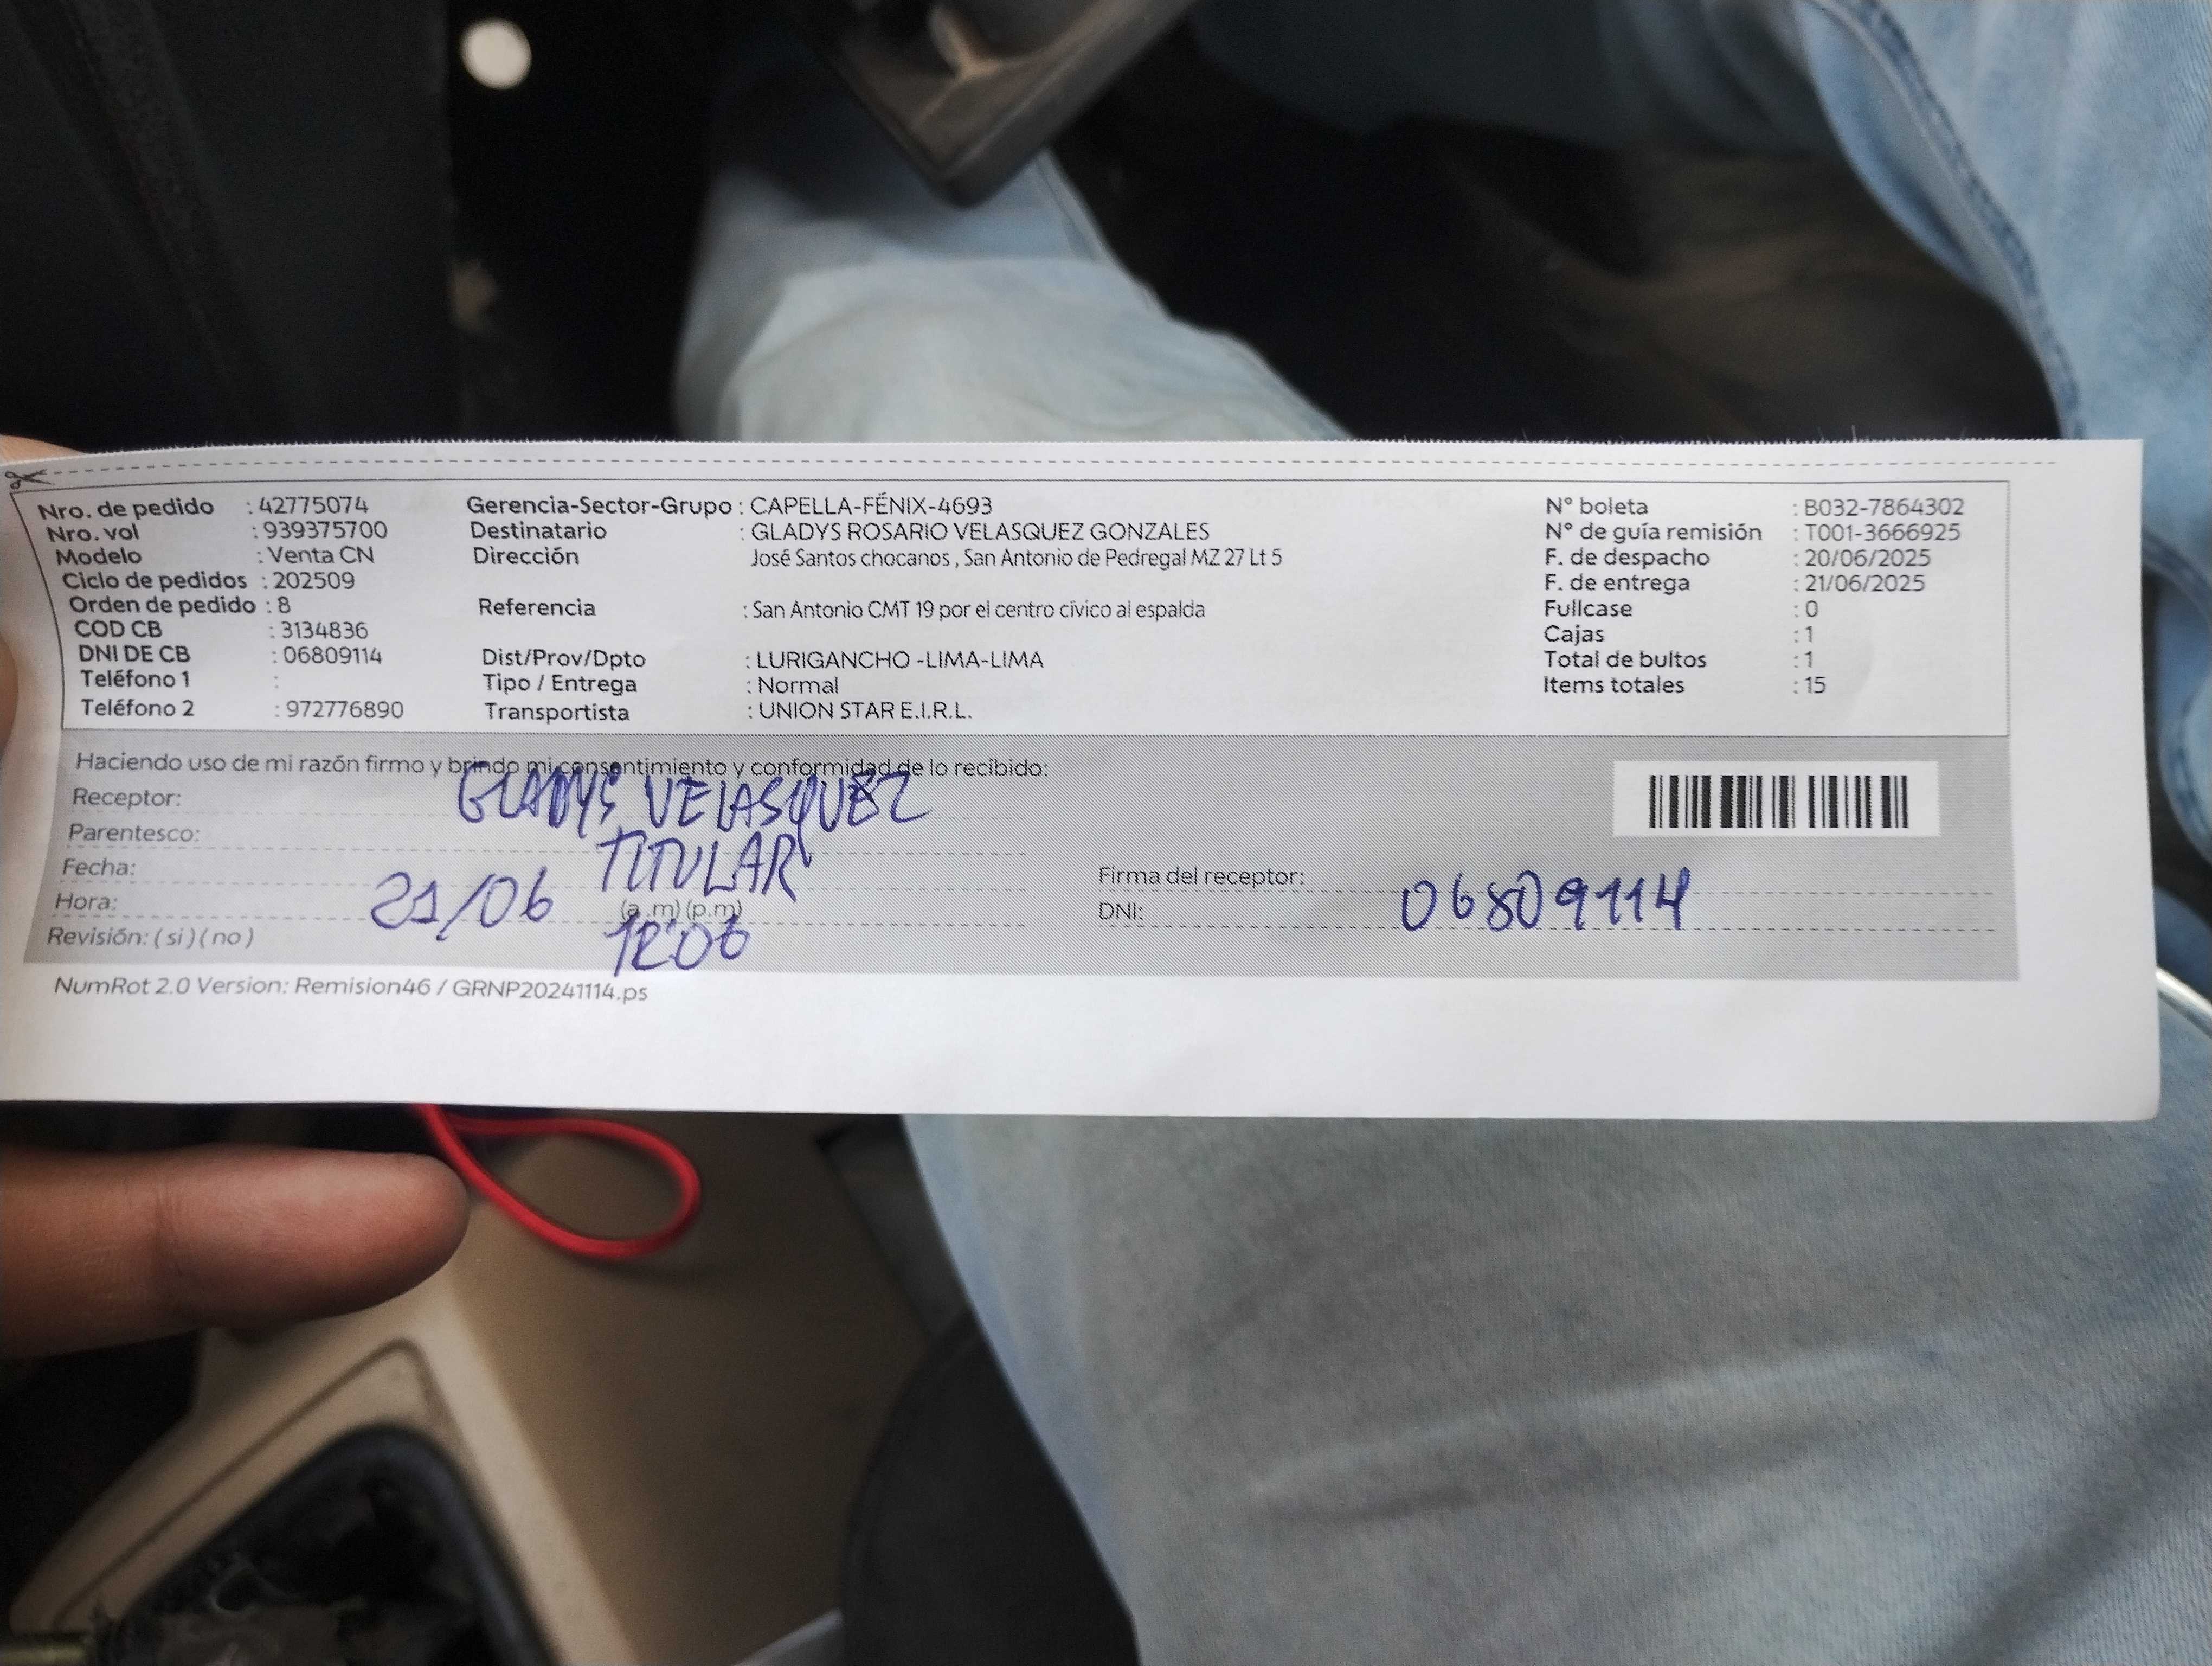 Nro. de pedido : 42775074
Nro. vol : 939375700
Modelo : Venta CN
Ciclo de pedidos : 202509
Orden de pedido : 8
COD CB : 3134836
DNI DE CB : 06809114
Teléfono 1 :
Teléfono 2 : 972776890
Gerencia-Sector-Grupo : CAPELLA-FÉNIX-4693
Destinatario : GLADYS ROSARIO VELASQUEZ GONZALES
Dirección José Santos chocanos , San Antonio de Pedregal MZ 27 Lt 5
Referencia : San Antonio CMT 19 por el centro cívico al espalda
Dist/Prov/Dpto : LURIGANCHO -LIMA-LIMA
Tipo / Entrega : Normal
Transportista : UNION STAR E.I.R.L.
N° boleta : B032-7864302
N° de guía remisión : T001-3666925
F. de despacho : 20/06/2025
F. de entrega : 21/06/2025
Fullcase : 0
Cajas : 1
Total de bultos : 1
Items totales : 15
Haciendo uso de mi razón firmo y brindo mi consentimiento y conformidad de lo recibido:
Receptor: GLADYS VELASQUEZ
Parentesco: TITULAR
Fecha: 21/06
Hora: (a .m) (p.m) 12:06
Revisión: ( si ) ( no )
Firma del receptor:
DNI: 06809114
NumRot 2.0 Version: Remision46 / GRNP20241114.ps